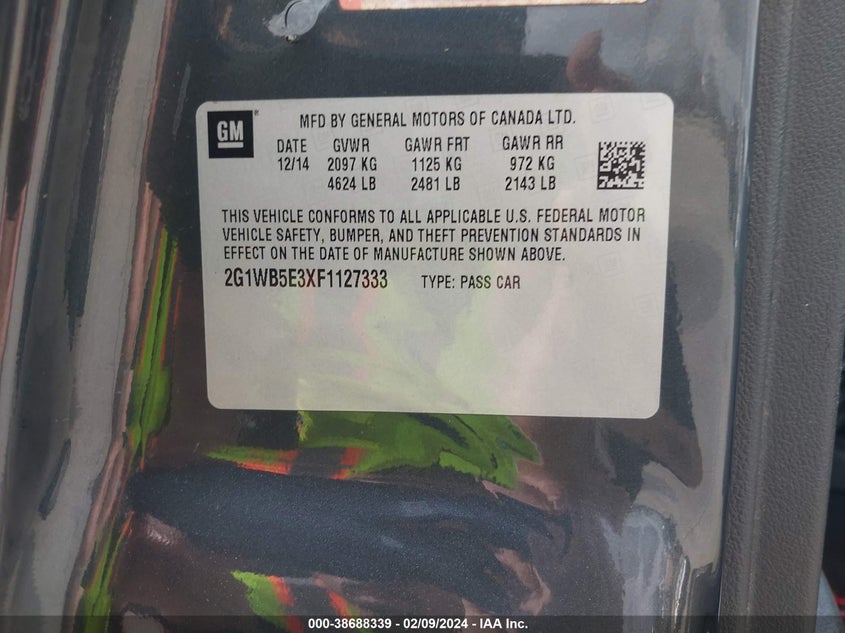 GM
MFD BY GENERAL MOTORS OF CANADA LTD.
DATE GVWR GAWR FRT GAWR RR
12/14 2097 KG 1125 KG 972 KG
4624 LB 2481 LB 2143 LB
THIS VEHICLE CONFORMS TO ALL APPLICABLE U.S. FEDERAL MOTOR
VEHICLE SAFETY, BUMPER, AND THEFT PREVENTION STANDARDS IN
EFFECT ON THE DATE OF MANUFACTURE SHOWN ABOVE.
2G1WB5E3XF1127333 TYPE: PASS CAR
000-38688339 / 02/09/2024 - IAA Inc.